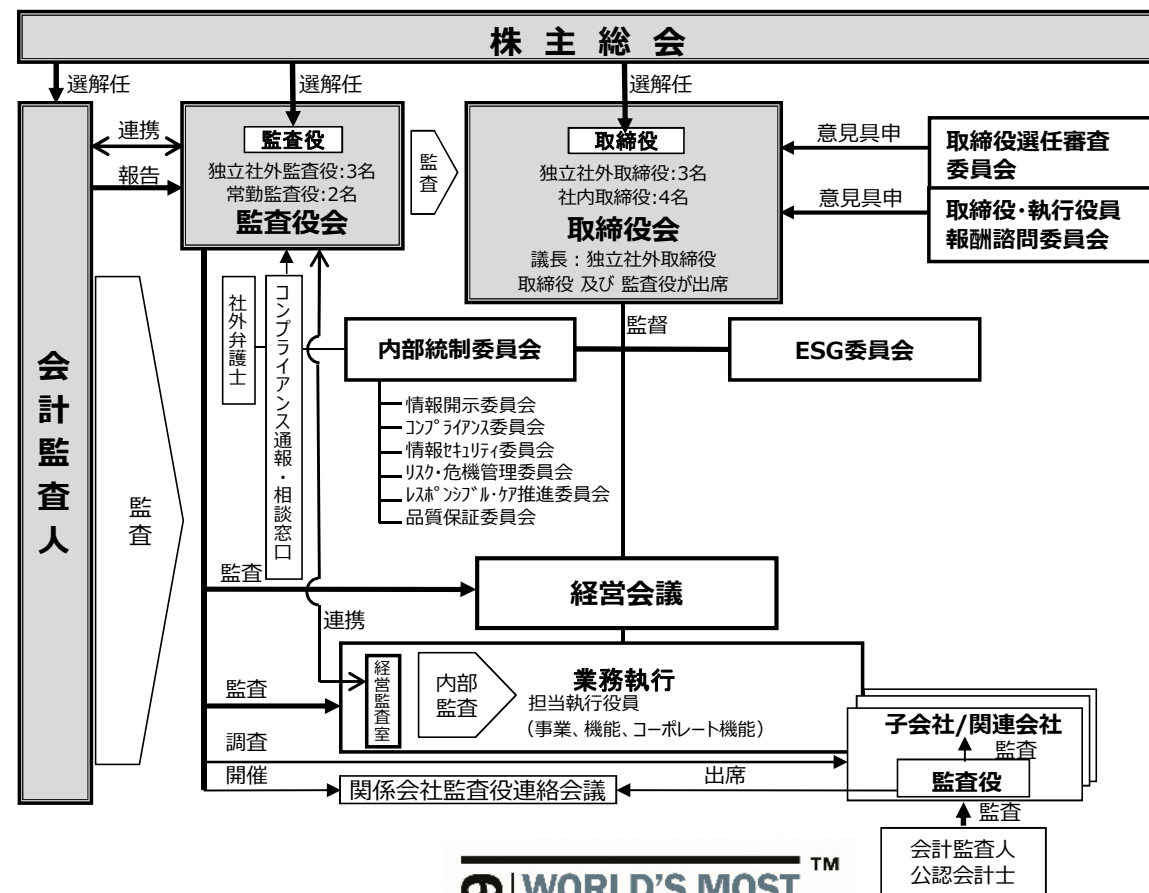 株 主 総 会
選解任
選解任
選解任
会計監査人
連携
報告
監査役
独立社外監査役:3名
常勤監査役:2名
監査役会
監査
取締役
独立社外取締役:3名
社内取締役:4名
取締役会
議長：独立社外取締役
取締役 及び 監査役が出席
意見具申
取締役選任審査
委員会
意見具申
取締役・執行役員
報酬諮問委員会
監査
社外弁護士
コンプライアンス通報・相談窓口
監督
内部統制委員会
ESG委員会
情報開示委員会
ｺﾝﾌﾟﾗｲｱﾝｽ委員会
情報ｾｷｭﾘﾃｨ委員会
ﾘｽｸ・危機管理委員会
ﾚｽﾎﾟﾝｼﾌﾞﾙ・ｹｱ推進委員会
品質保証委員会
監査
経営会議
連携
監査
経営監査室
内部
監査
業務執行
担当執行役員
（事業、機能、コーポレート機能）
調査
開催
関係会社監査役連絡会議
出席
子会社/関連会社
監査
監査役
監査
会計監査人
公認会計士
WORLD'S MOST
TM